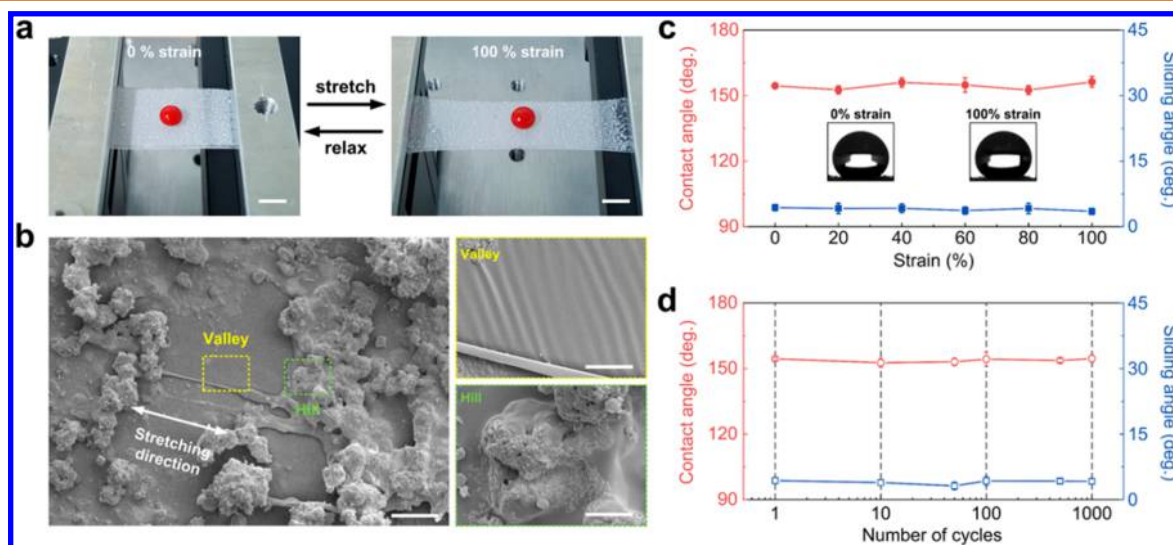 a
0 % strain
100 % strain
stretch
relax
b
Valley
Hill
Stretching
direction
Valley
Hill
c
Contact angle (deg.)
180
150
120
90
0% strain
100% strain
0 20 40 60 80 100
Strain (%)
45
30
15
0
Sliding angle (deg.)
d
Contact angle (deg.)
180
150
120
90
1 10 100 1000
Number of cycles
45
30
15
0
Sliding angle (deg.)